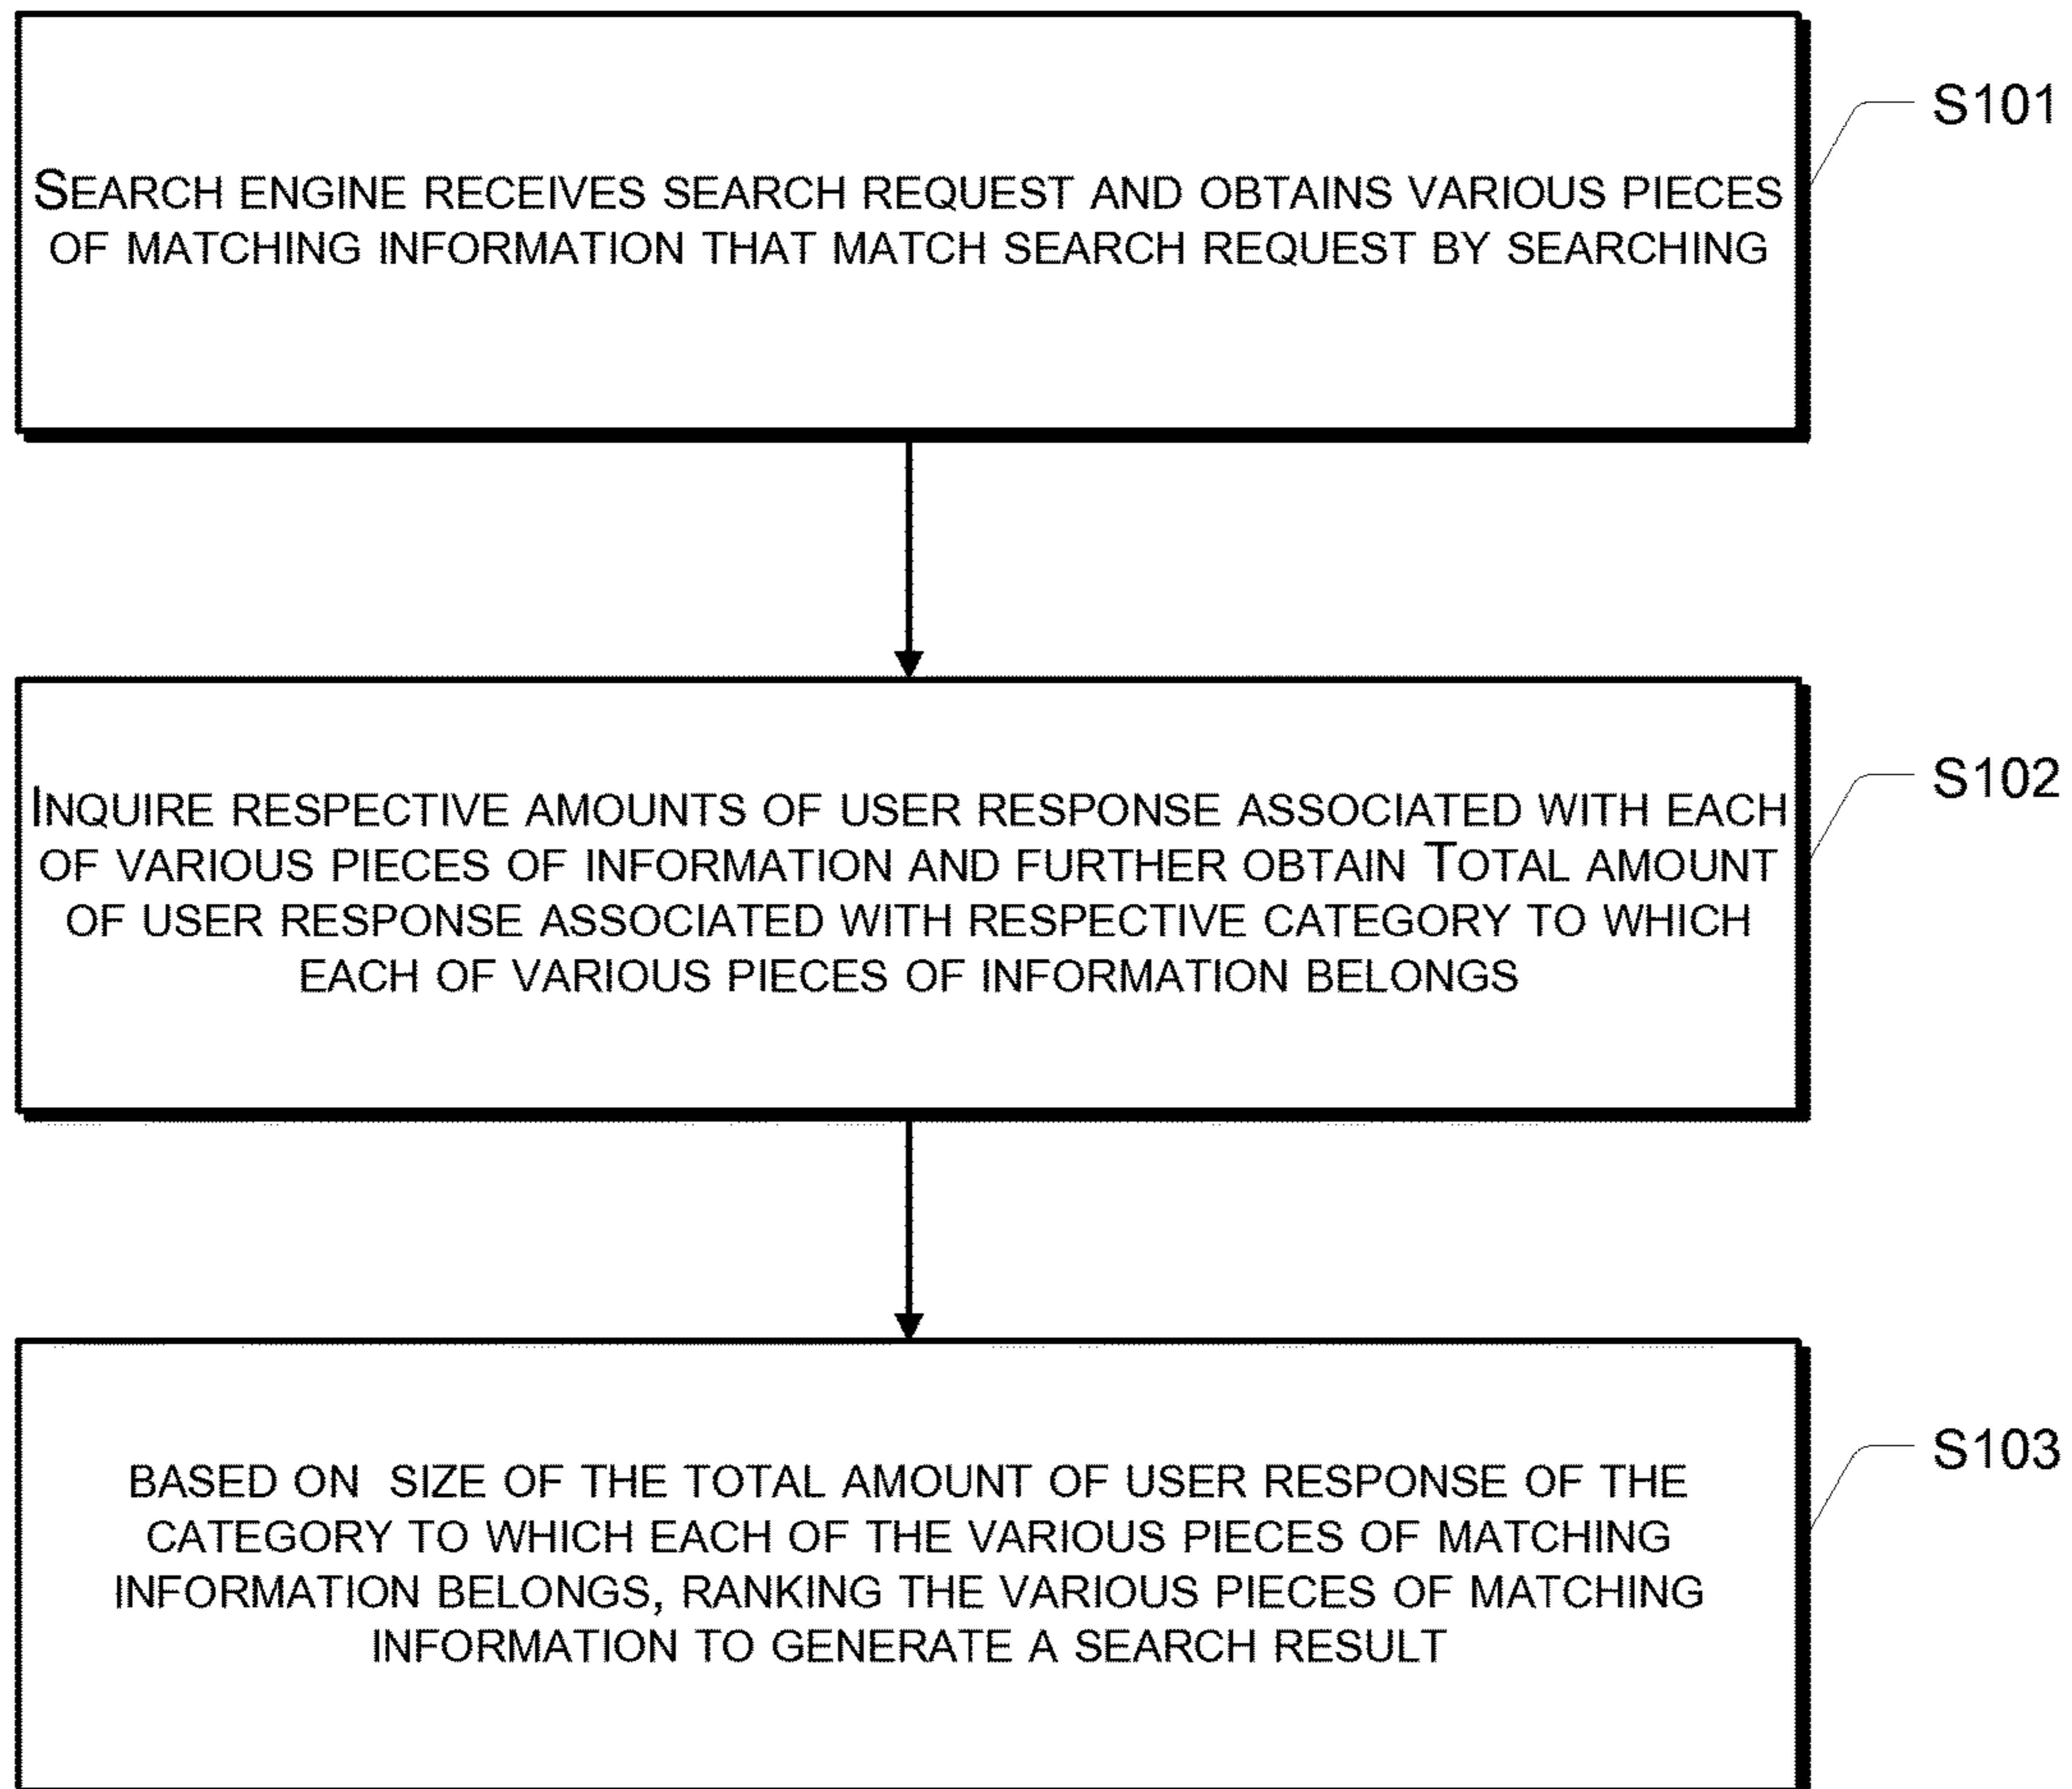 SEARCH ENGINE RECEIVES SEARCH REQUEST AND OBTAINS VARIOUS PIECES
OF MATCHING INFORMATION THAT MATCH SEARCH REQUEST BY SEARCHING
S101
INQUIRE RESPECTIVE AMOUNTS OF USER RESPONSE ASSOCIATED WITH EACH
OF VARIOUS PIECES OF INFORMATION AND FURTHER OBTAIN TOTAL AMOUNT
OF USER RESPONSE ASSOCIATED WITH RESPECTIVE CATEGORY TO WHICH
EACH OF VARIOUS PIECES OF INFORMATION BELONGS
S102
BASED ON SIZE OF THE TOTAL AMOUNT OF USER RESPONSE OF THE
CATEGORY TO WHICH EACH OF THE VARIOUS PIECES OF MATCHING
INFORMATION BELONGS, RANKING THE VARIOUS PIECES OF MATCHING
INFORMATION TO GENERATE A SEARCH RESULT
S103